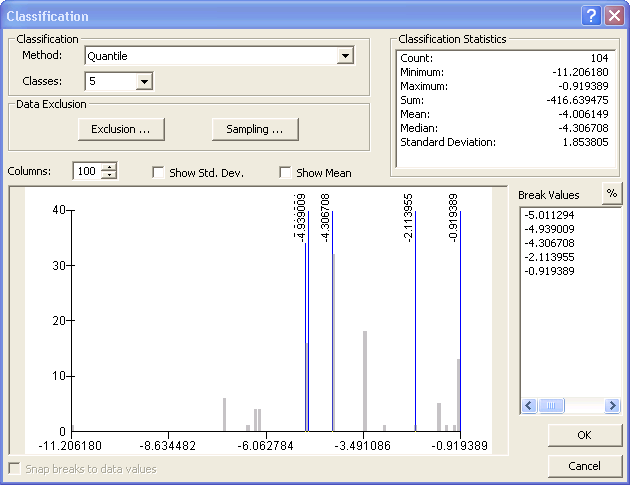 Classification
Classification
Method: Quantile
Classes: 5
Data Exclusion
Exclusion ...
Sampling ...
Classification Statistics
Count: 104
Minimum: -11.206180
Maximum: -0.919389
Sum: -416.639475
Mean: -4.006149
Median: -4.306708
Standard Deviation: 1.853805
Columns: 100
Show Std. Dev.
Show Mean
Break Values
%
-5.011294
-4.939009
-4.306708
-2.113955
-0.919389
-4.939009
-4.306708
-2.113955
-0.919389
40
30
20
10
0
-11.206180 -8.634482 -6.062784 -3.491086 -0.919389
Snap breaks to data values
OK
Cancel